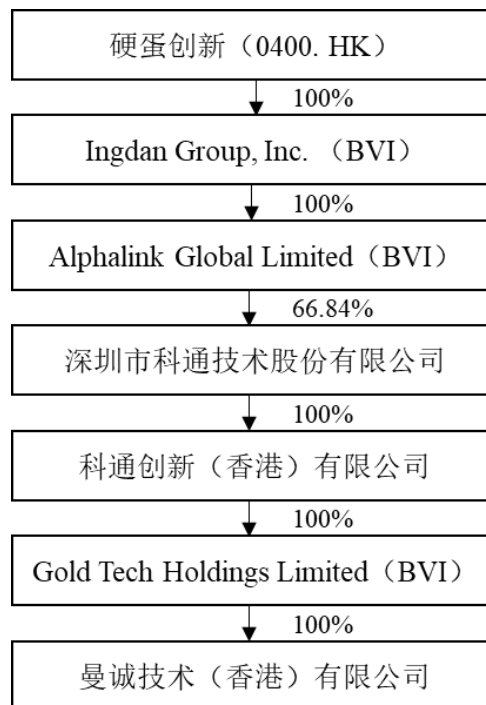 硬蛋创新（0400. HK）
100%
Ingdan Group, Inc. （BVI）
100%
Alphalink Global Limited（BVI）
66.84%
深圳市科通技术股份有限公司
100%
科通创新（香港）有限公司
100%
Gold Tech Holdings Limited（BVI）
100%
曼诚技术（香港）有限公司